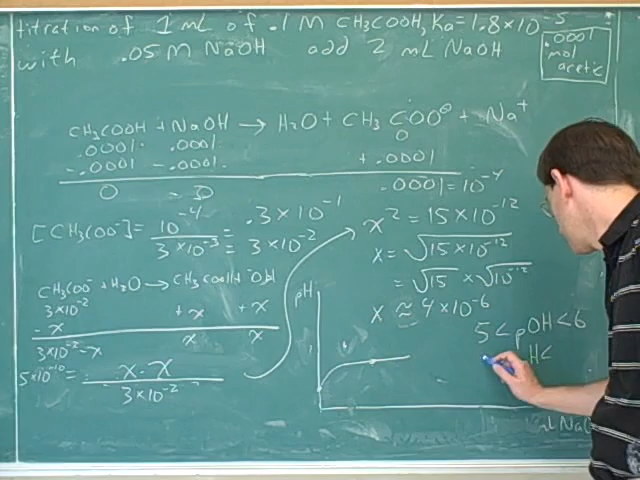 titration of 1 mL of .1 M CH₃COOH, Ka = 1.8×10⁻⁵
with .05 M NaOH add 2 mL NaOH
.0001
mol
acetic
CH₃COOH + NaOH → H₂O + CH₃COO⊖ + Na⁺
.0001 .0001 0
-.0001 -.0001 +.0001
0 0 .0001 = 10⁻⁴
[CH₃COO⁻] = 10⁻⁴ / 3×10⁻³ = .3×10⁻¹
= 3×10⁻²
CH₃COO⁻ + H₂O → CH₃COOH + OH
3×10⁻²
-x +x +x
3×10⁻²-x x x
5×10⁻¹⁰ = x·x / 3×10⁻²
x² = 15×10⁻¹²
x = √15×10⁻¹²
= √15 × √10⁻¹²
x ≈ 4×10⁻⁶
5 < pOH < 6
H<
pH
mL NaO